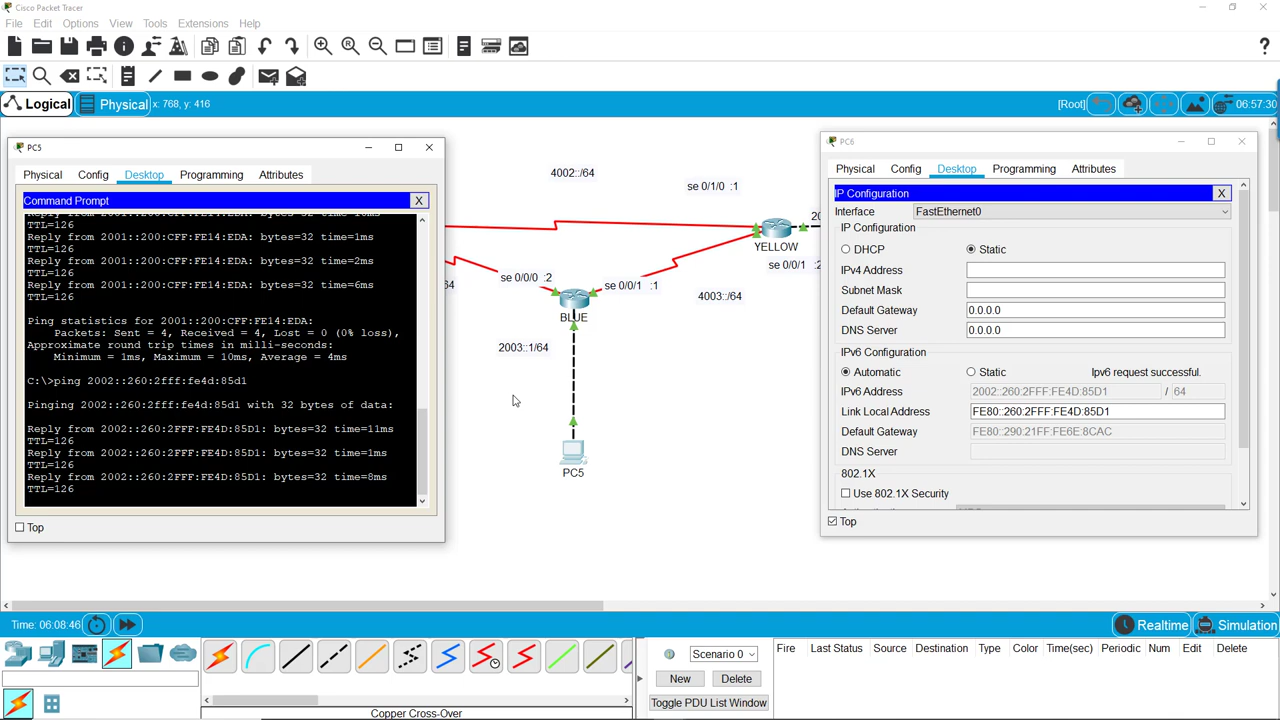 Cisco Packet Tracer
File Edit Options View Tools Extensions Help
Logical Physical x: 768, y: 416 [Root] 06:57:30
PC5
Physical Config Desktop Programming Attributes
Command Prompt X
TTL=126
Reply from 2001::200:CFF:FE14:EDA: bytes=32 time=1ms
TTL=126
Reply from 2001::200:CFF:FE14:EDA: bytes=32 time=2ms
TTL=126
Reply from 2001::200:CFF:FE14:EDA: bytes=32 time=6ms
TTL=126
Ping statistics for 2001::200:CFF:FE14:EDA:
Packets: Sent = 4, Received = 4, Lost = 0 (0% loss),
Approximate round trip times in milli-seconds:
Minimum = 1ms, Maximum = 10ms, Average = 4ms
C:\>ping 2002::260:2fff:fe4d:85d1
Pinging 2002::260:2fff:fe4d:85d1 with 32 bytes of data:
Reply from 2002::260:2FFF:FE4D:85D1: bytes=32 time=11ms
TTL=126
Reply from 2002::260:2FFF:FE4D:85D1: bytes=32 time=1ms
TTL=126
Reply from 2002::260:2FFF:FE4D:85D1: bytes=32 time=8ms
TTL=126
Top
4002::/64
se 0/1/0 :1
YELLOW
se 0/0/1 :2
se 0/0/0 :2
se 0/0/1 :1
64
4003::/64
BLUE
2003::1/64
PC5
20
PC6
Physical Config Desktop Programming Attributes
IP Configuration X
Interface FastEthernet0
IP Configuration
DHCP Static
IPv4 Address
Subnet Mask
Default Gateway 0.0.0.0
DNS Server 0.0.0.0
IPv6 Configuration
Automatic Static Ipv6 request successful.
IPv6 Address 2002::260:2FFF:FE4D:85D1 / 64
Link Local Address FE80::260:2FFF:FE4D:85D1
Default Gateway FE80::290:21FF:FE6E:8CAC
DNS Server
802.1X
Use 802.1X Security
Top
Time: 06:08:46 Realtime Simulation
Scenario 0
New Delete
Toggle PDU List Window
Fire Last Status Source Destination Type Color Time(sec) Periodic Num Edit Delete
Copper Cross-Over